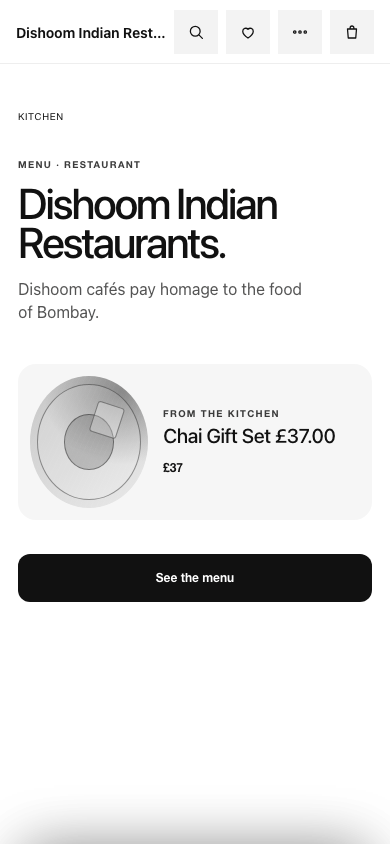 Dishoom Indian Rest...
KITCHEN
MENU · RESTAURANT
Dishoom Indian
Restaurants.
Dishoom cafés pay homage to the food
of Bombay.
FROM THE KITCHEN
Chai Gift Set £37.00
£37
See the menu